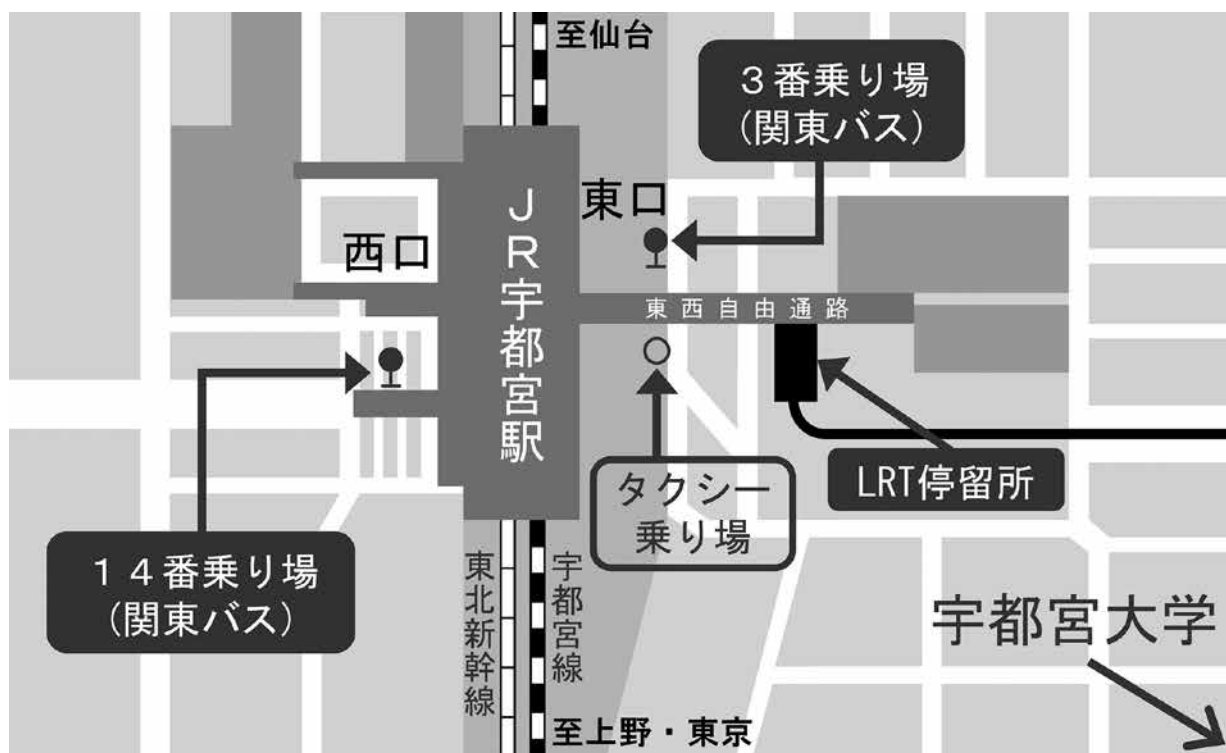 至仙台
３番乗り場
(関東バス)
東口
西口
ＪＲ宇都宮駅
東西自由通路
タクシー
乗り場
LRT停留所
１４番乗り場
(関東バス)
東北新幹線
宇都宮線
宇都宮大学
至上野・東京